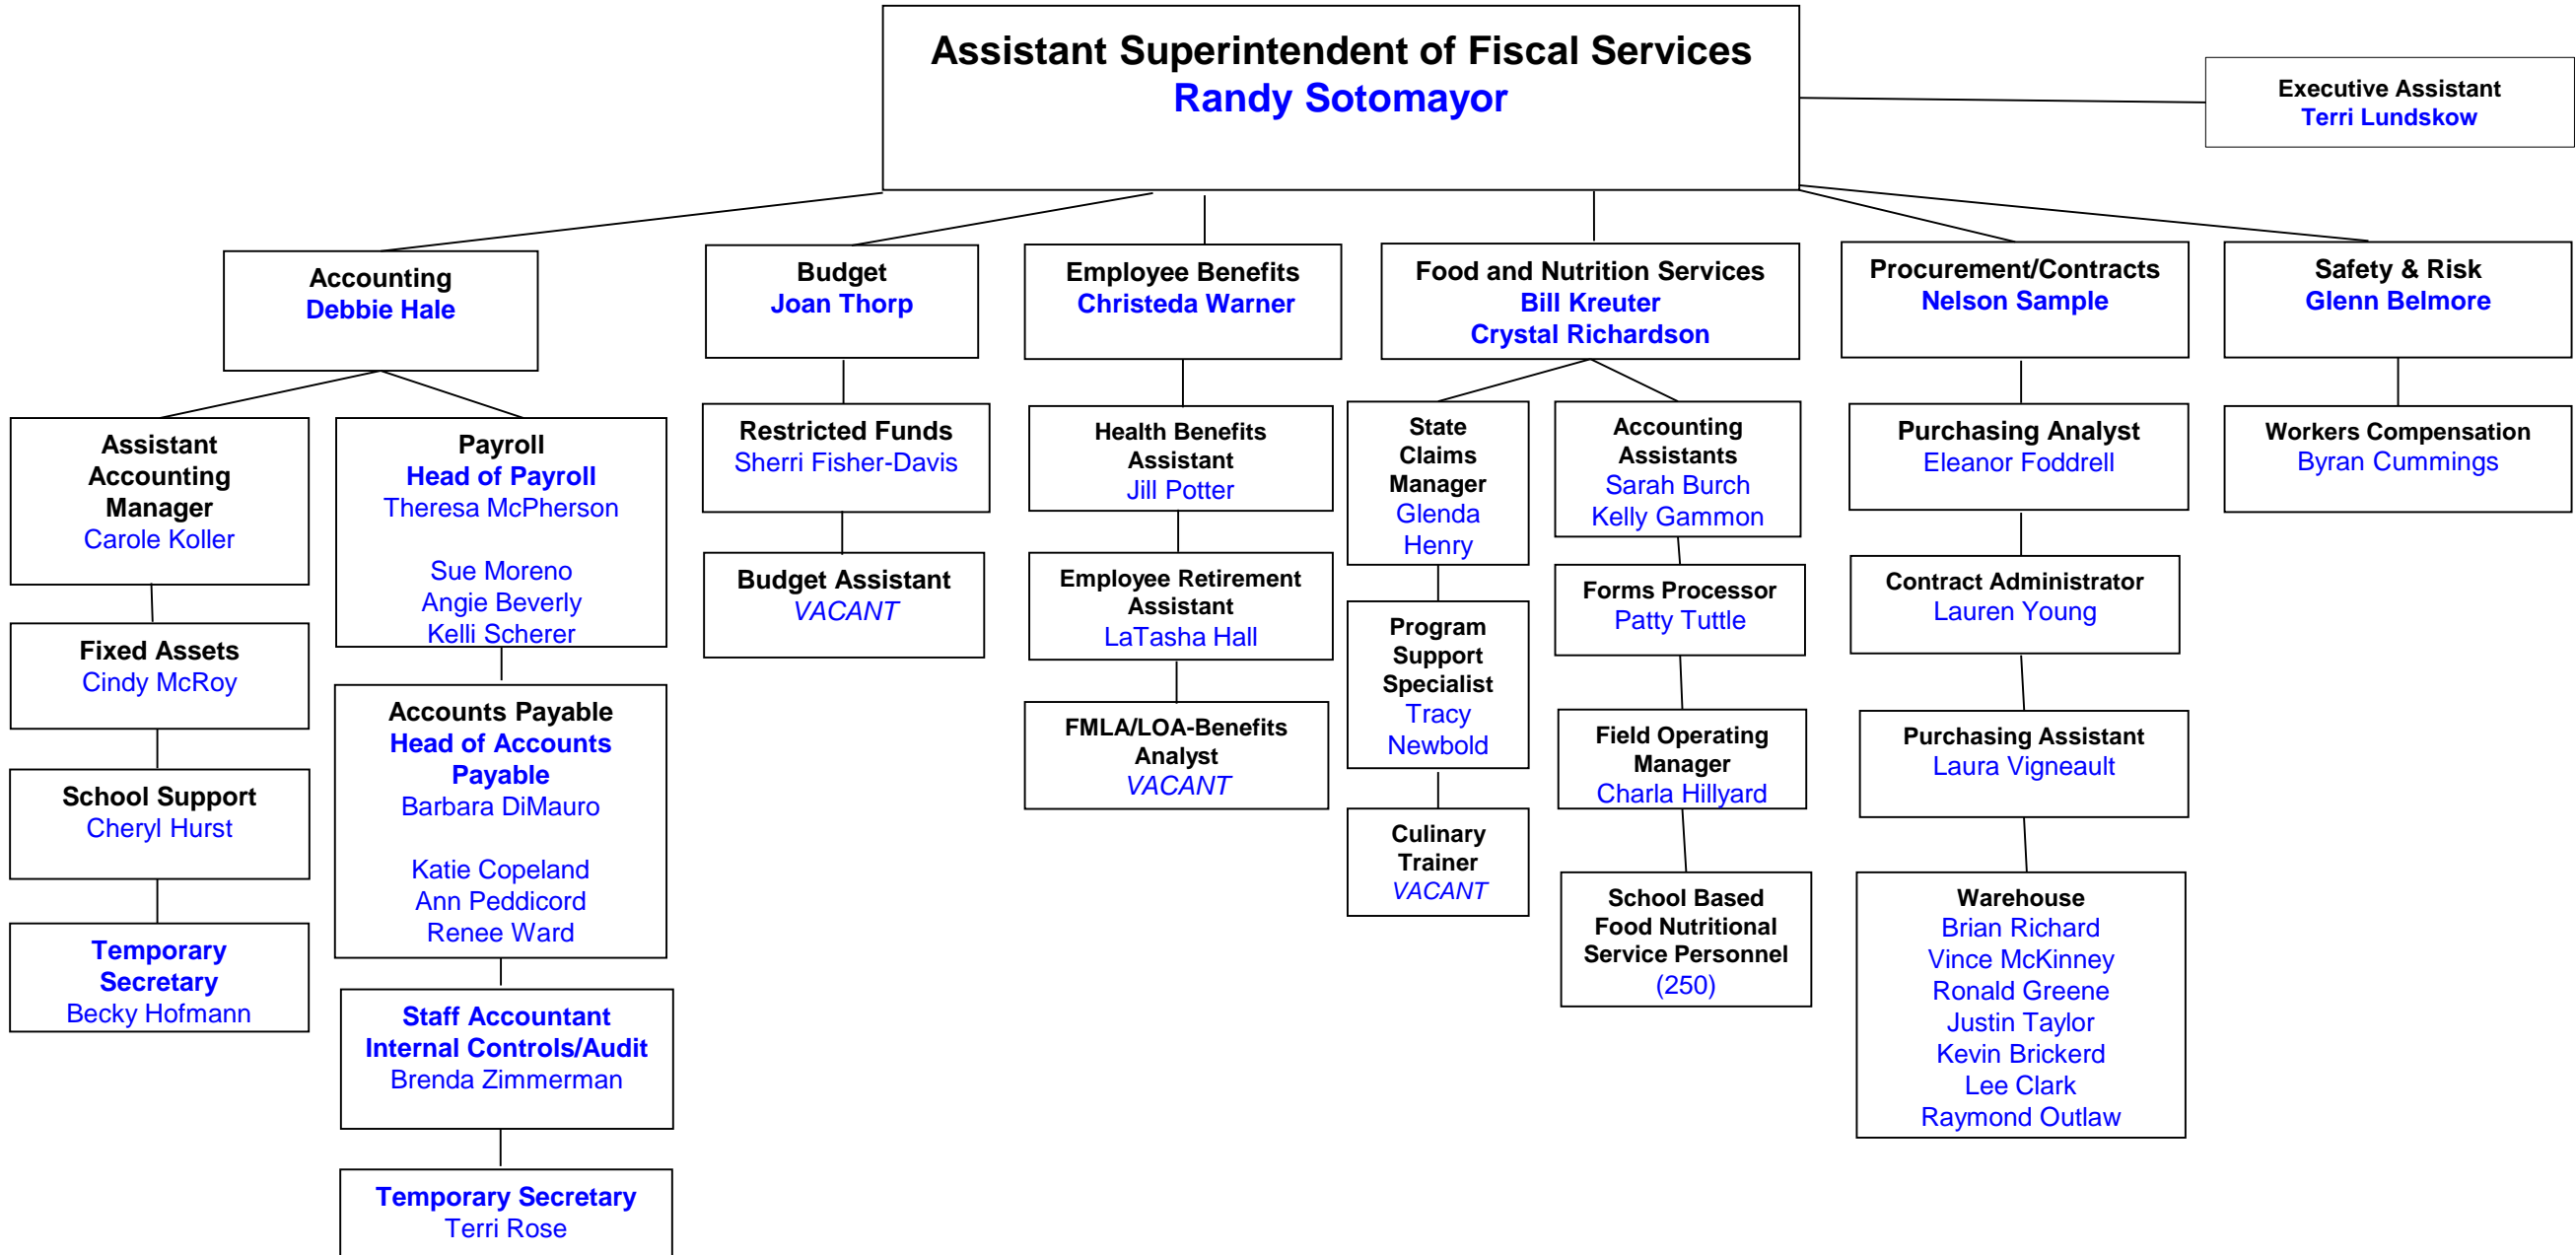 Assistant Superintendent of Fiscal Services
Randy Sotomayor
Executive Assistant
Terri Lundskow
Accounting
Debbie Hale
Budget
Joan Thorp
Employee Benefits
Christeda Warner
Food and Nutrition Services
Bill Kreuter
Crystal Richardson
Procurement/Contracts
Nelson Sample
Safety & Risk
Glenn Belmore
Assistant
Accounting
Manager
Carole Koller
Fixed Assets
Cindy McRoy
School Support
Cheryl Hurst
Temporary
Secretary
Becky Hofmann
Payroll
Head of Payroll
Theresa McPherson
Sue Moreno
Angie Beverly
Kelli Scherer
Accounts Payable
Head of Accounts
Payable
Barbara DiMauro
Katie Copeland
Ann Peddicord
Renee Ward
Staff Accountant
Internal Controls/Audit
Brenda Zimmerman
Temporary Secretary
Terri Rose
Restricted Funds
Sherri Fisher-Davis
Budget Assistant
VACANT
Health Benefits
Assistant
Jill Potter
Employee Retirement
Assistant
LaTasha Hall
FMLA/LOA-Benefits
Analyst
VACANT
State
Claims
Manager
Glenda
Henry
Program
Support
Specialist
Tracy
Newbold
Culinary
Trainer
VACANT
Accounting
Assistants
Sarah Burch
Kelly Gammon
Forms Processor
Patty Tuttle
Field Operating
Manager
Charla Hillyard
School Based
Food Nutritional
Service Personnel
(250)
Purchasing Analyst
Eleanor Foddrell
Contract Administrator
Lauren Young
Purchasing Assistant
Laura Vigneault
Warehouse
Brian Richard
Vince McKinney
Ronald Greene
Justin Taylor
Kevin Brickerd
Lee Clark
Raymond Outlaw
Workers Compensation
Byran Cummings